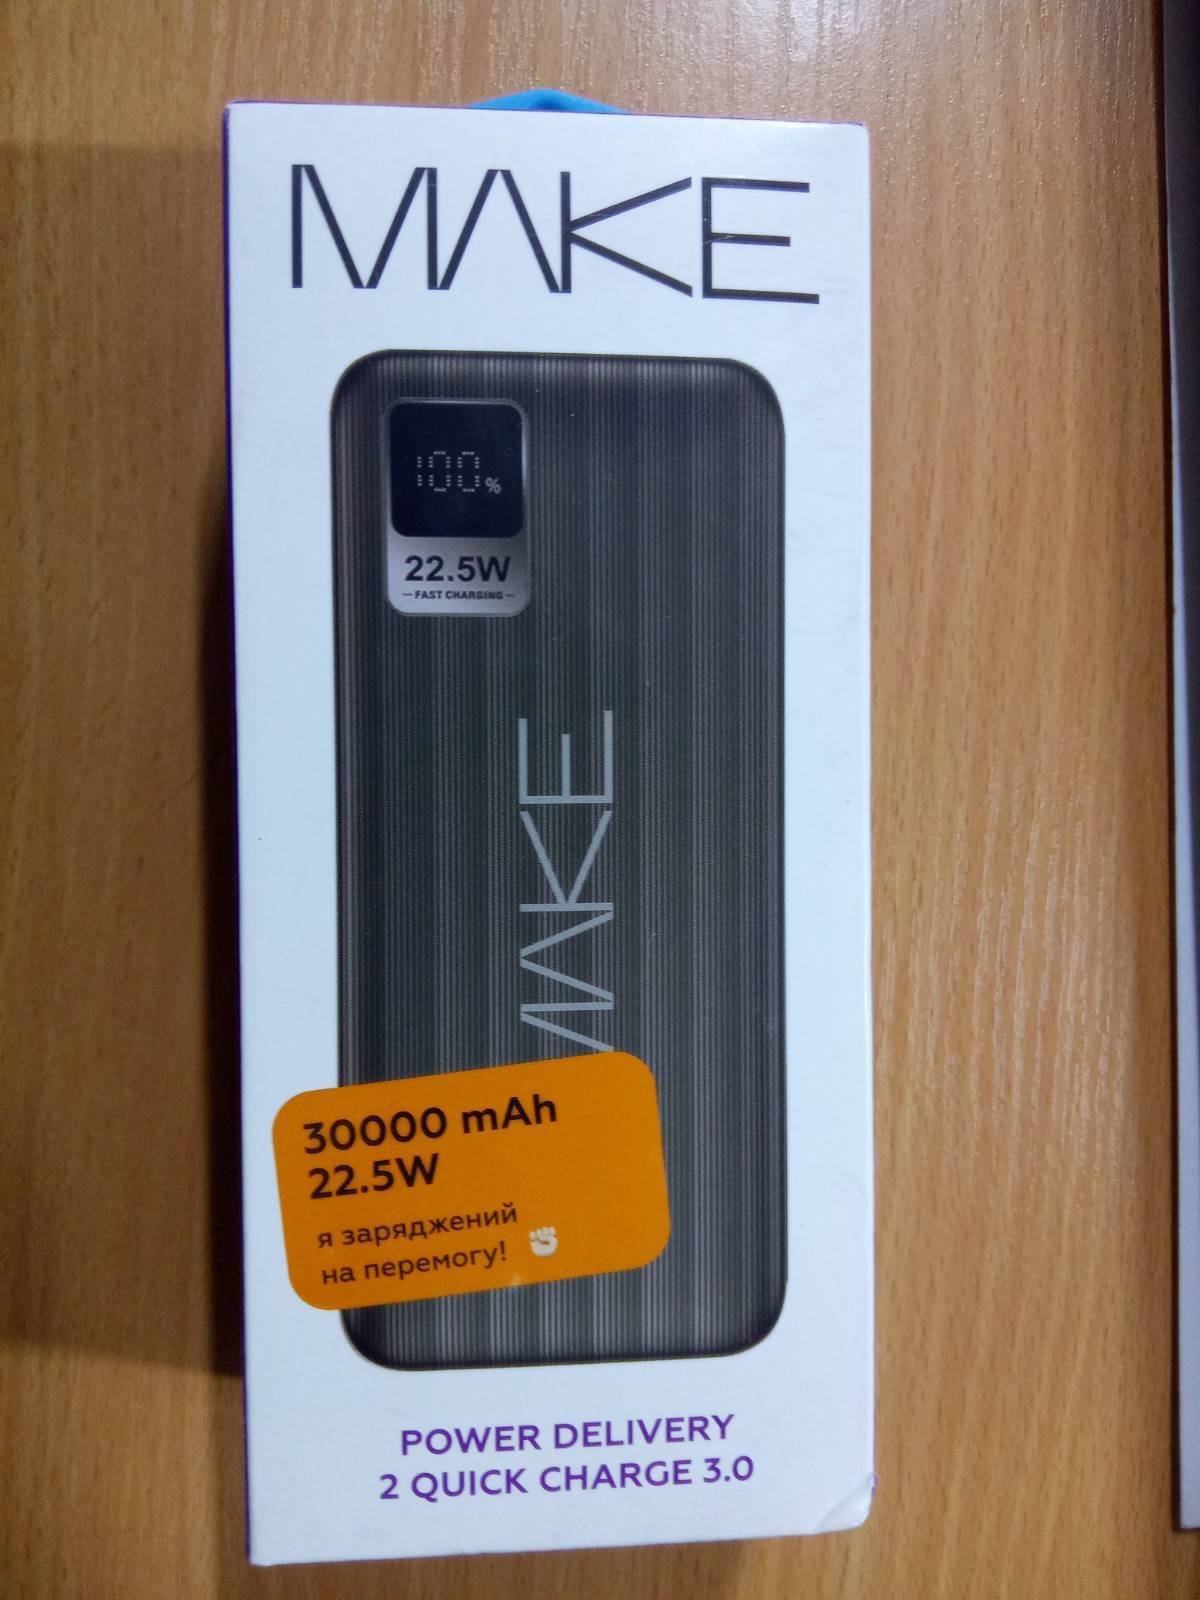 MAKE
100%
22.5W
FAST CHARGING
MAKE
30000 mAh
22.5W
я заряджений
на перемогу!
POWER DELIVERY
2 QUICK CHARGE 3.0